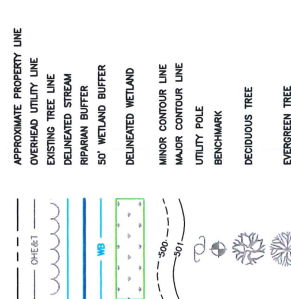 APPROXIMATE PROPERTY LINE
OHE&T OVERHEAD UTILITY LINE
EXISTING TREE LINE
DELINEATED STREAM
RIPARIAN BUFFER
WB 50' WETLAND BUFFER
DELINEATED WETLAND
500 MINOR CONTOUR LINE
501 MAJOR CONTOUR LINE
UTILITY POLE
BENCHMARK
DECIDUOUS TREE
EVERGREEN TREE